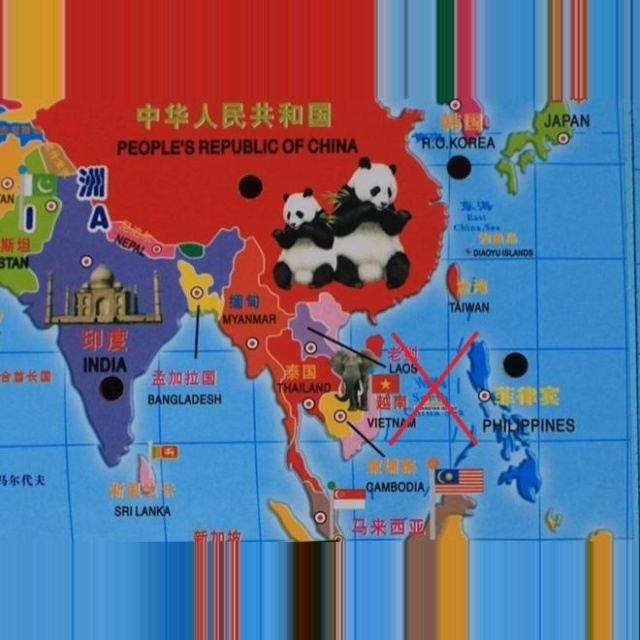 中华人民共和国
PEOPLE'S REPUBLIC OF CHINA
韩国
R.O.KOREA
JAPAN
洲
A
I
斯坦
STAN
NEPAL
东海
East
China.Sea
钓鱼岛
DIAOYU ISLANDS
台湾
TAIWAN
缅甸
MYANMAR
印度
INDIA
孟加拉国
BANGLADESH
合酋长国
泰国
THAILAND
老挝
LAOS
越南
VIETNAM
菲律宾
PHILIPPINES
柬埔寨
CAMBODIA
马尔代夫
斯里兰卡
SRI LANKA
新加坡
马来西亚